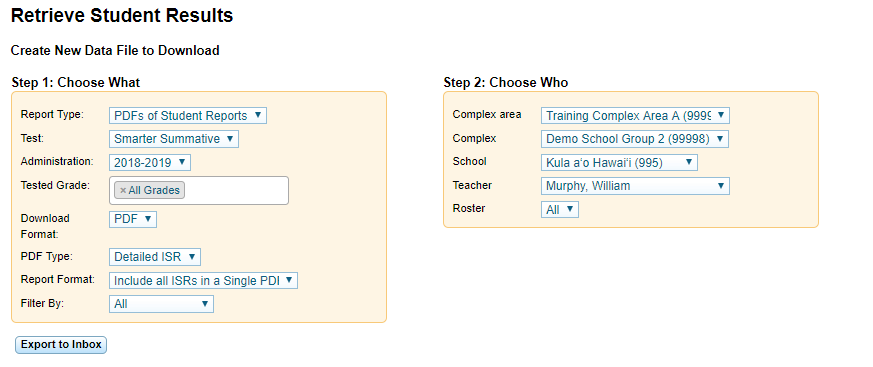 Retrieve Student Results
Create New Data File to Download
Step 1: Choose What
Report Type: PDFs of Student Reports
Test: Smarter Summative
Administration: 2018-2019
Tested Grade: × All Grades
Download
Format: PDF
PDF Type: Detailed ISR
Report Format: Include all ISRs in a Single PDF
Filter By: All
Export to Inbox
Step 2: Choose Who
Complex area Training Complex Area A (9999
Complex Demo School Group 2 (99998)
School Kula aʻo Hawaiʻi (995)
Teacher Murphy, William
Roster All